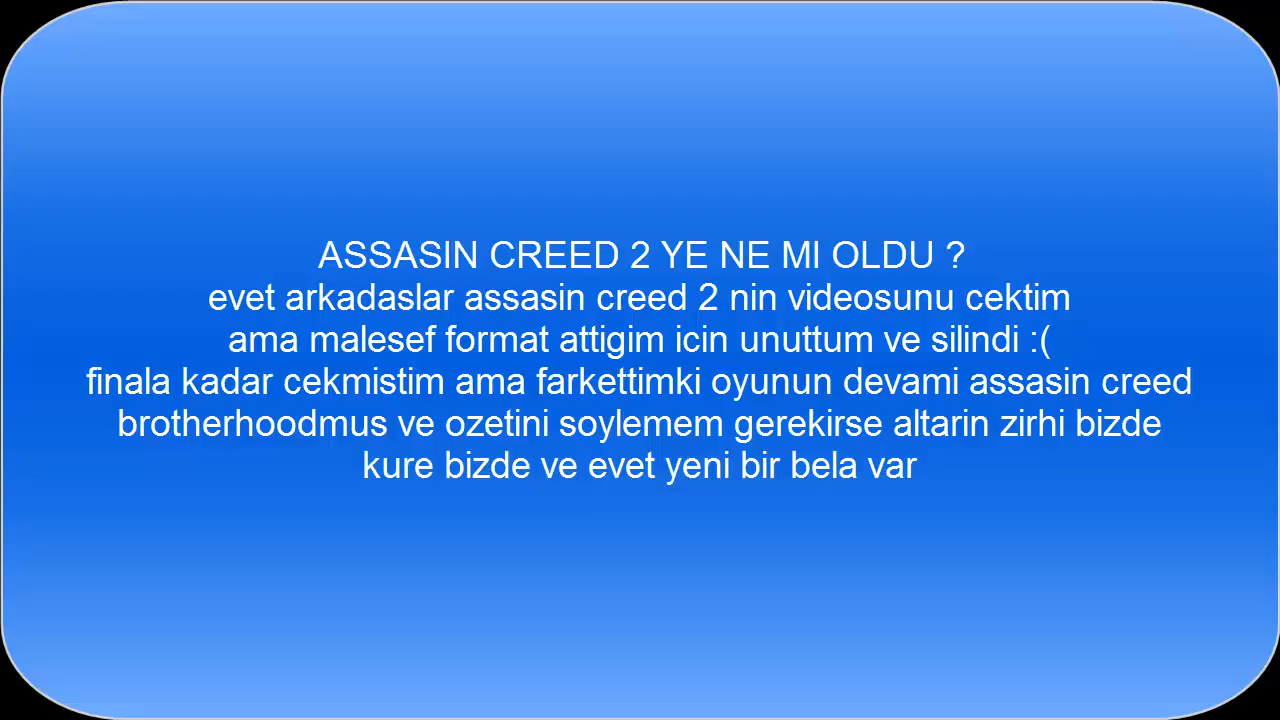 ASSASIN CREED 2 YE NE MI OLDU ?
evet arkadaslar assasin creed 2 nin videosunu cektim
ama malesef format attigim icin unuttum ve silindi :(
finala kadar cekmistim ama farkettimki oyunun devami assasin creed
brotherhoodmus ve ozetini soylemem gerekirse altarin zirhi bizde
kure bizde ve evet yeni bir bela var